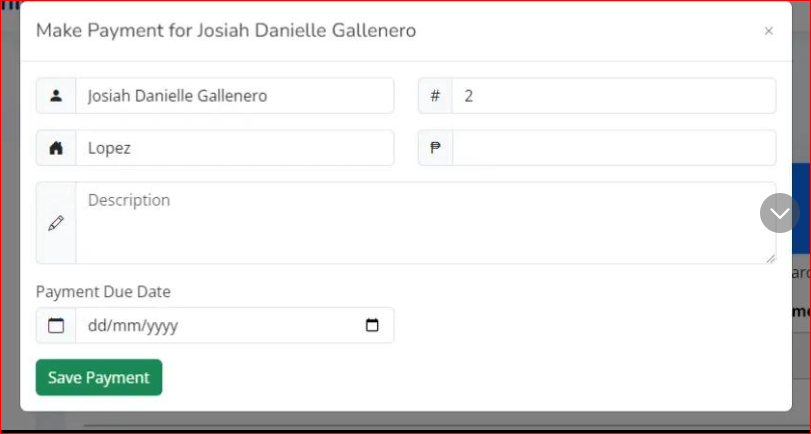 Make Payment for Josiah Danielle Gallenero ×
Josiah Danielle Gallenero # 2
Lopez ₱
Description
Payment Due Date
dd/mm/yyyy
Save Payment